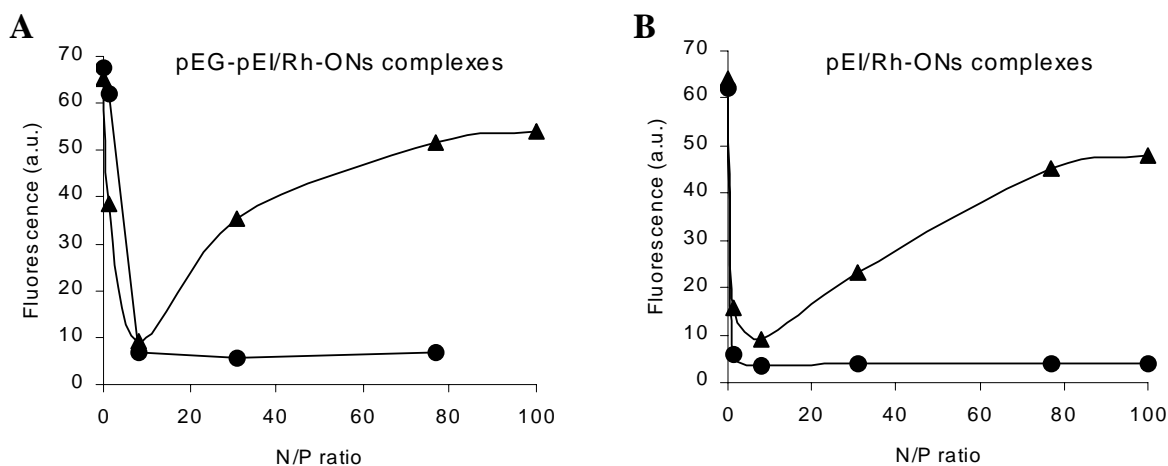 A
pEG-pEI/Rh-ONs complexes
Fluorescence (a.u.)
70
60
50
40
30
20
10
0
0 20 40 60 80 100
N/P ratio
B
pEI/Rh-ONs complexes
Fluorescence (a.u.)
70
60
50
40
30
20
10
0
0 20 40 60 80 100
N/P ratio